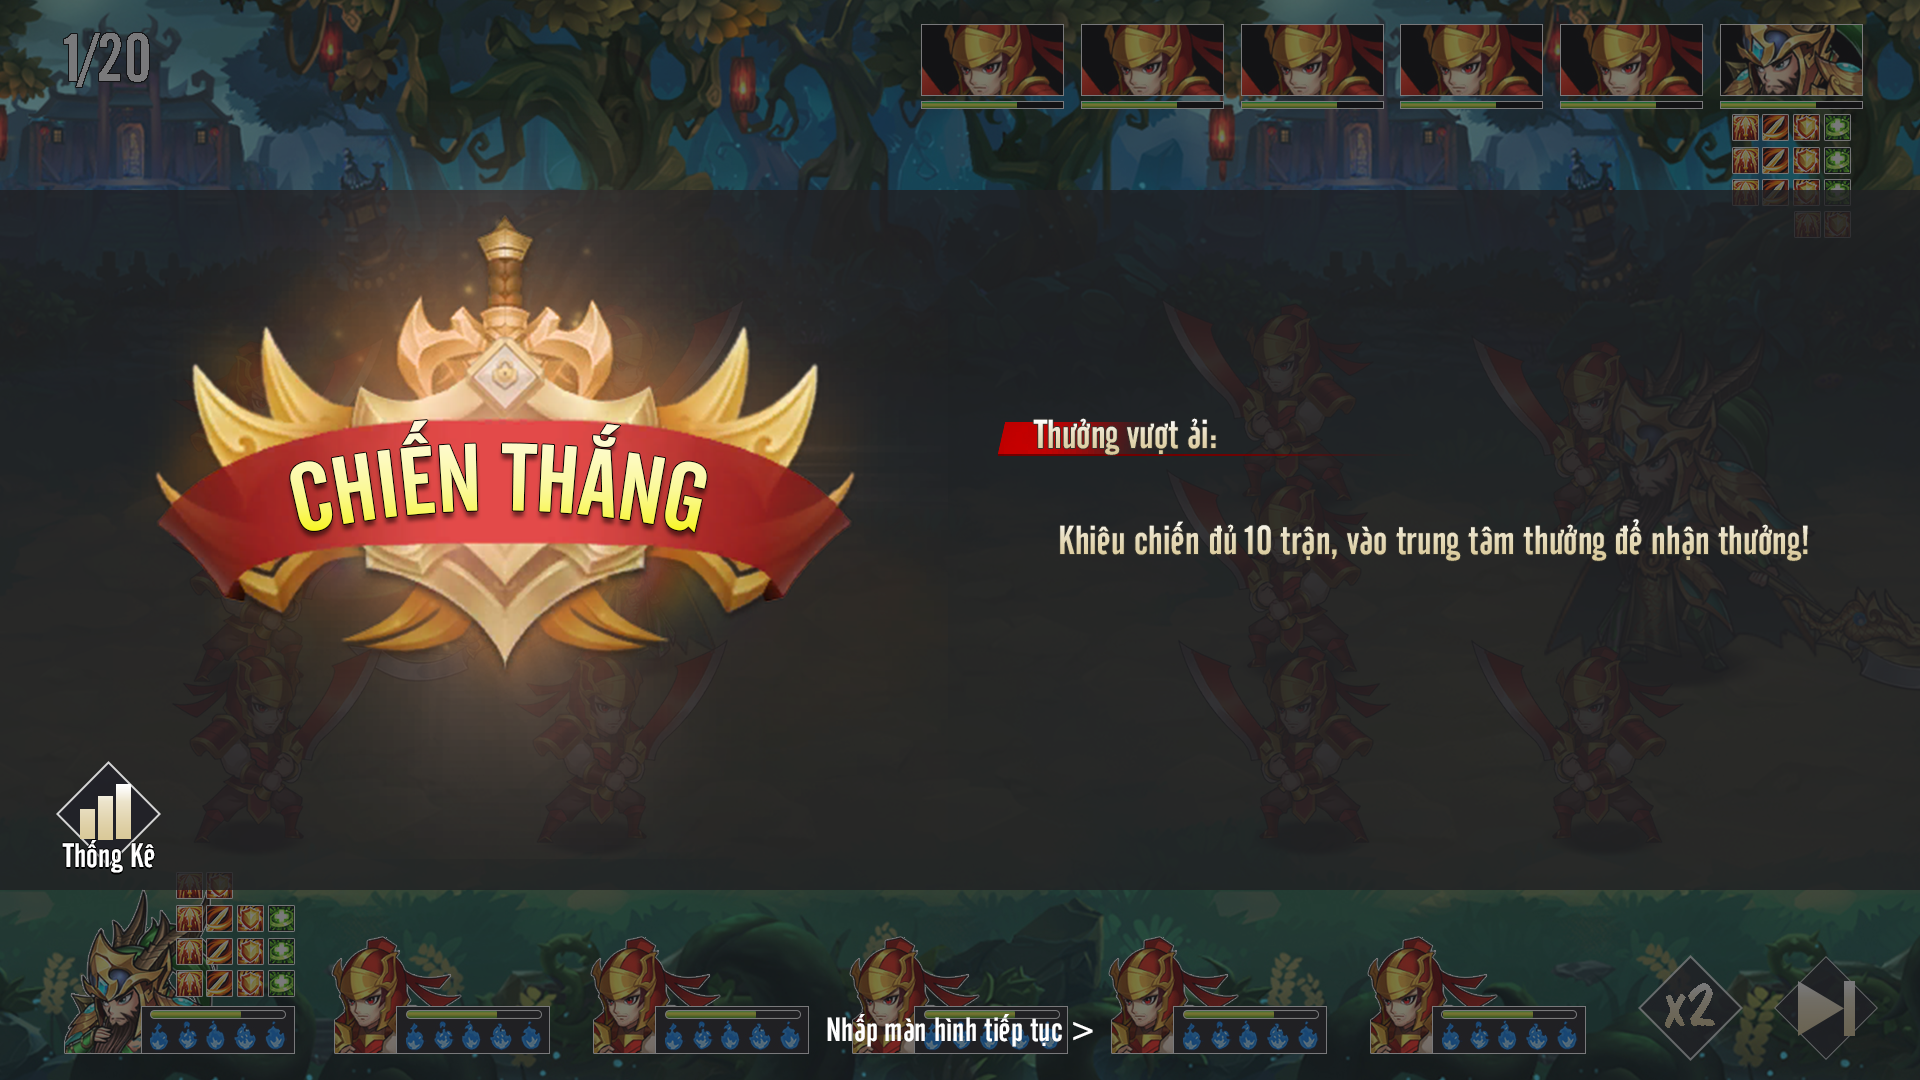 1/20
CHIẾN THẮNG
Thưởng vượt ải:
Khiêu chiến đủ 10 trận, vào trung tâm thưởng để nhận thưởng!
Thống Kê
Nhấp màn hình tiếp tục >
x2